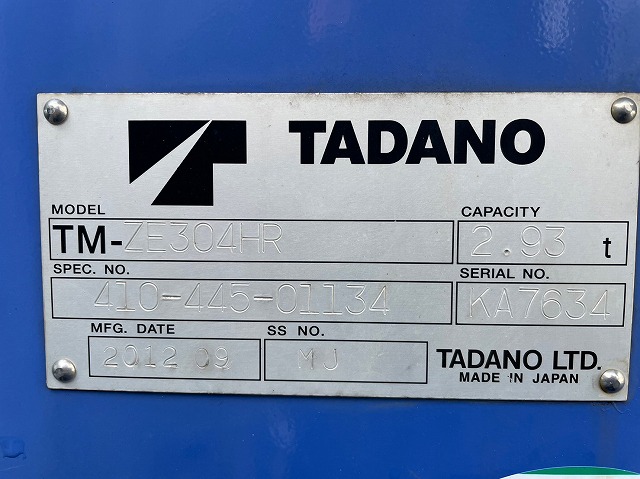 TADANO
MODEL
TM-ZE304HR
CAPACITY
2.93 t
SPEC. NO.
410-445-01134
SERIAL NO.
KA7634
MFG. DATE
2012 09
SS NO.
MJ
TADANO LTD.
MADE IN JAPAN